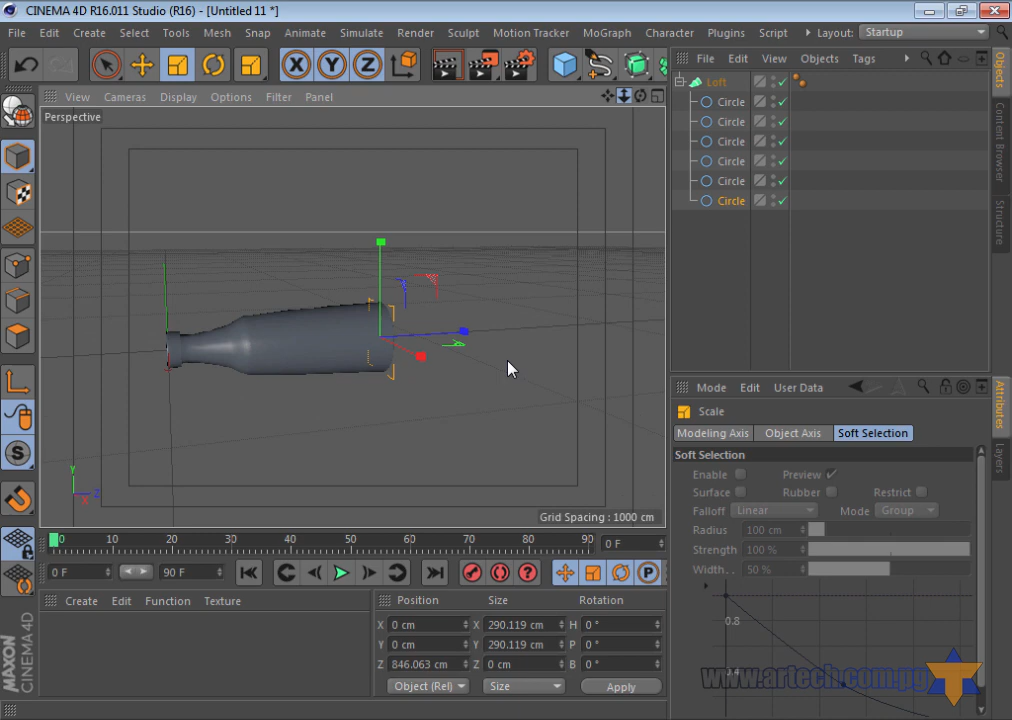 CINEMA 4D R16.011 Studio (R16) - [Untitled 11 *]
File Edit Create Select Tools Mesh Snap Animate Simulate Render Sculpt Motion Tracker MoGraph Character Plugins Script Layout: Startup
X Y Z
View Cameras Display Options Filter Panel
Perspective
Y
Z
X
Grid Spacing : 1000 cm
S
File Edit View Objects Tags
Loft
Circle
Circle
Circle
Circle
Circle
Circle
Objects
Content Browser
Structure
Mode Edit User Data
Scale
Modeling Axis Object Axis Soft Selection
Soft Selection
Enable Preview
Surface Rubber Restrict
Falloff Linear Mode Group
Radius 100 cm
Strength 100 %
Width. . 50 %
0.8
0.4
Attributes
Layers
0 10 20 30 40 50 60 70 80 90 0 F
0 F 90 F
P
Create Edit Function Texture
Position Size Rotation
X 0 cm X 290.119 cm H 0 °
Y 0 cm Y 290.119 cm P 0 °
Z 846.063 cm Z 0 cm B 0 °
Object (Rel) Size Apply
MAXON
CINEMA 4D
www.artech.com.pg